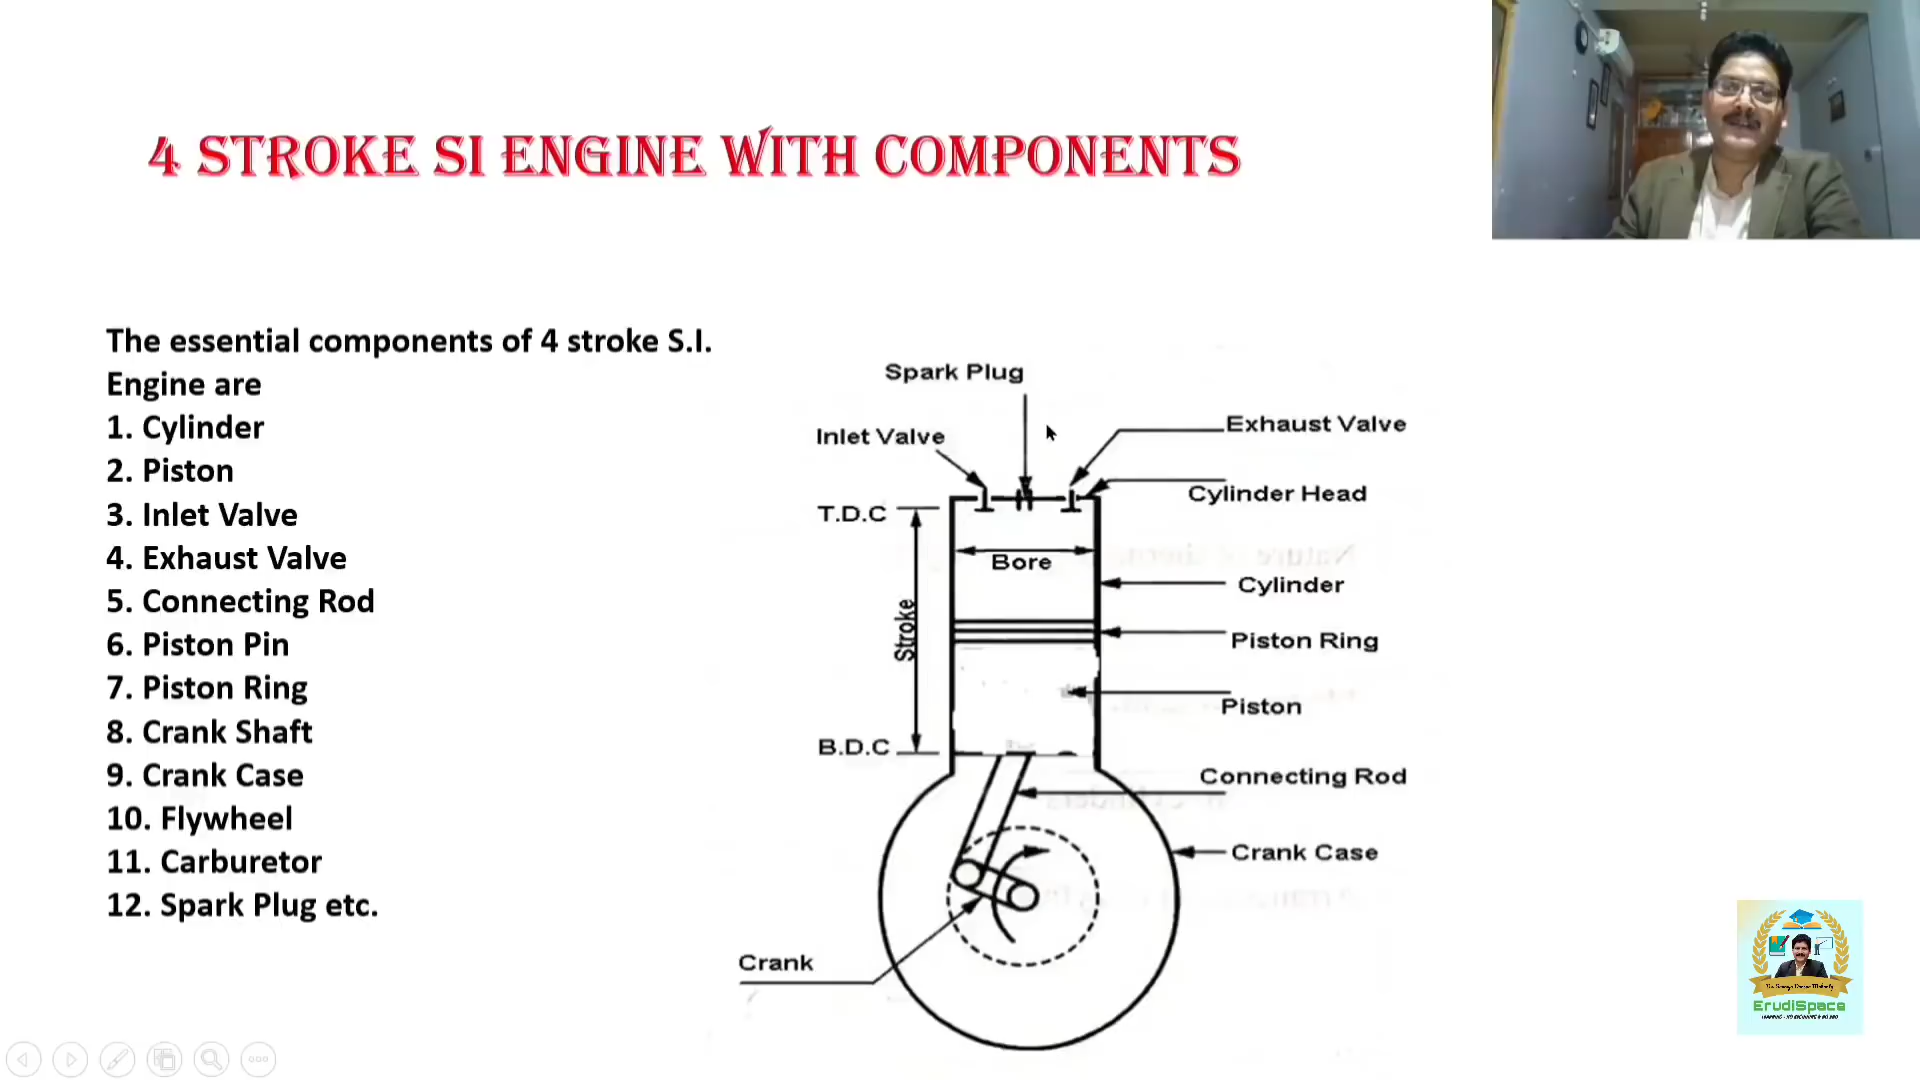 4 STROKE SI ENGINE WITH COMPONENTS
The essential components of 4 stroke S.I.
Engine are
1. Cylinder
2. Piston
3. Inlet Valve
4. Exhaust Valve
5. Connecting Rod
6. Piston Pin
7. Piston Ring
8. Crank Shaft
9. Crank Case
10. Flywheel
11. Carburetor
12. Spark Plug etc.
Spark Plug
Inlet Valve
Exhaust Valve
Cylinder Head
T.D.C
Bore
Cylinder
Stroke
Piston Ring
Piston
B.D.C
Connecting Rod
Crank Case
Crank
ErudiSpace